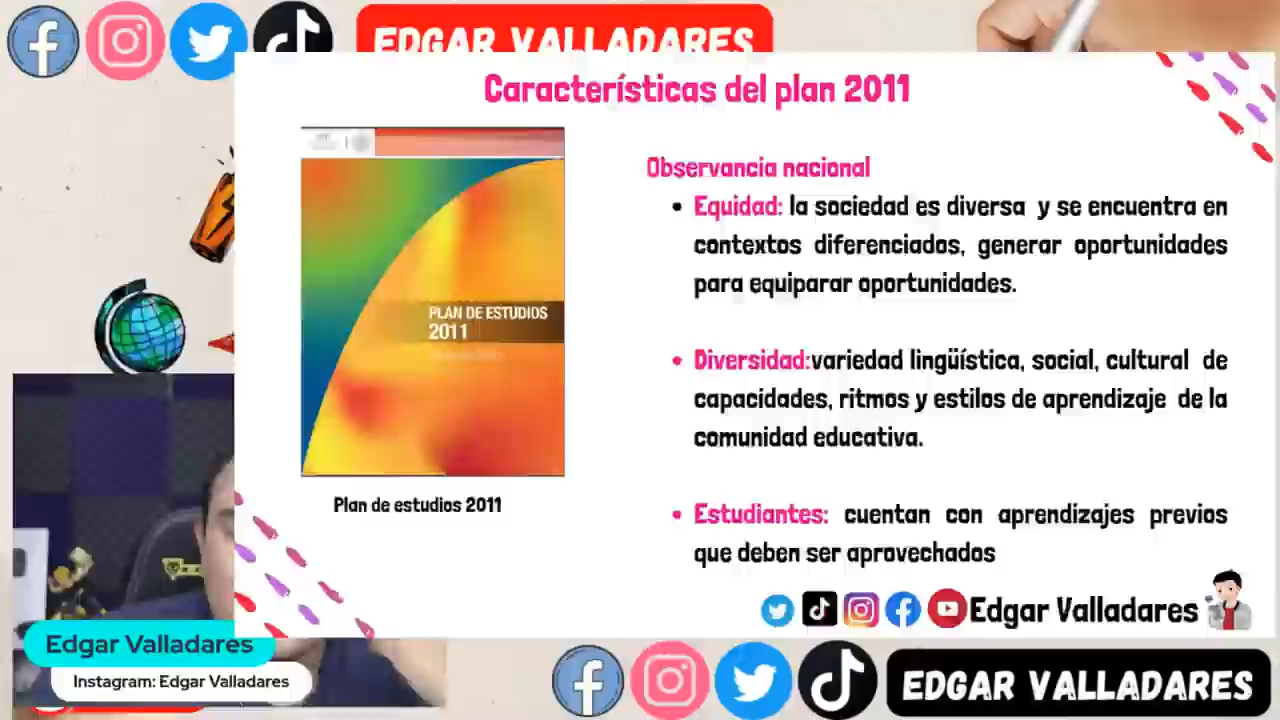 EDGAR VALLADARES
Características del plan 2011
PLAN DE ESTUDIOS
2011
Plan de estudios 2011
Observancia nacional
• Equidad: la sociedad es diversa y se encuentra en
contextos diferenciados, generar oportunidades
para equiparar oportunidades.
• Diversidad:variedad lingüística, social, cultural de
capacidades, ritmos y estilos de aprendizaje de la
comunidad educativa.
• Estudiantes: cuentan con aprendizajes previos
que deben ser aprovechados
Edgar Valladares
Edgar Valladares
Instagram: Edgar Valladares
EDGAR VALLADARES